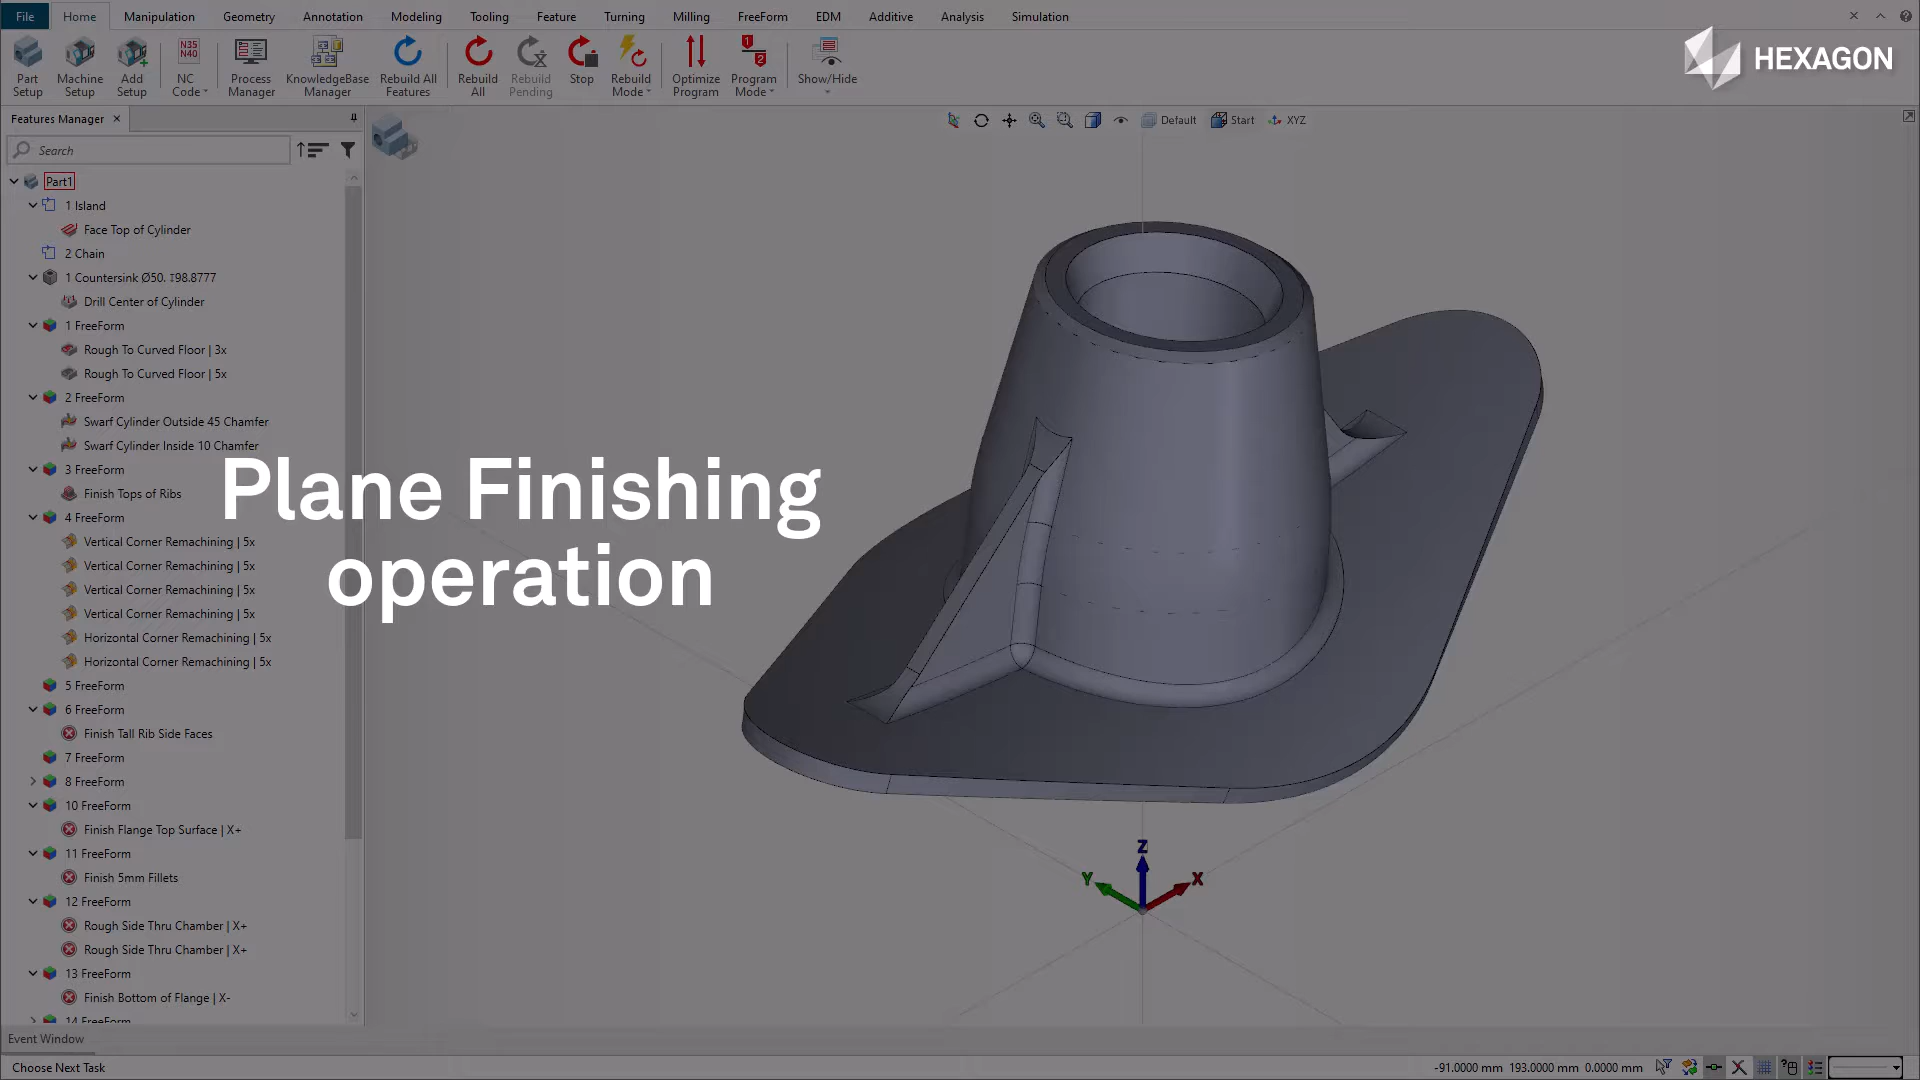 File Home Manipulation Geometry Annotation Modeling Tooling Feature Turning Milling FreeForm EDM Additive Analysis Simulation
HEXAGON
N35
N40
1
2
Part Setup
Machine Setup
Add Setup
NC Code
Process Manager
KnowledgeBase Manager
Rebuild All Features
Rebuild All
Rebuild Pending
Stop
Rebuild Mode
Optimize Program
Program Mode
Show/Hide
Features Manager
Default Start XYZ
Search
Part1
1 Island
Face Top of Cylinder
2 Chain
1 Countersink Ø50. ↧98.8777
Drill Center of Cylinder
1 FreeForm
Rough To Curved Floor | 3x
Rough To Curved Floor | 5x
2 FreeForm
Swarf Cylinder Outside 45 Chamfer
Swarf Cylinder Inside 10 Chamfer
3 FreeForm
Finish Tops of Ribs
4 FreeForm
Vertical Corner Remachining | 5x
Vertical Corner Remachining | 5x
Vertical Corner Remachining | 5x
Vertical Corner Remachining | 5x
Horizontal Corner Remachining | 5x
Horizontal Corner Remachining | 5x
5 FreeForm
6 FreeForm
Finish Tall Rib Side Faces
7 FreeForm
8 FreeForm
10 FreeForm
Finish Flange Top Surface | X+
11 FreeForm
Finish 5mm Fillets
12 FreeForm
Rough Side Thru Chamber | X+
Rough Side Thru Chamber | X+
13 FreeForm
Finish Bottom of Flange | X-
14 FreeForm
Plane Finishing
operation
Z
Y
X
Event Window
Choose Next Task
-91.0000 mm 193.0000 mm 0.0000 mm